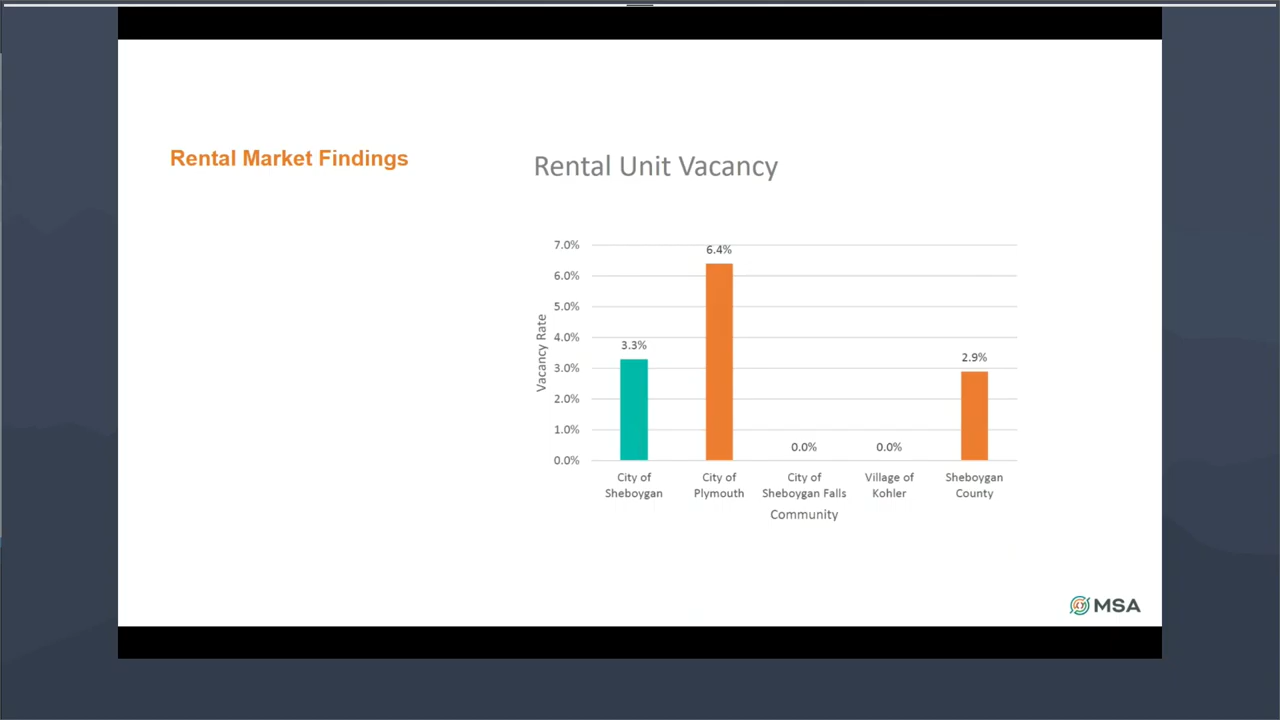 Rental Market Findings
Rental Unit Vacancy
7.0%
6.0%
5.0%
4.0%
3.0%
2.0%
1.0%
0.0%
Vacancy Rate
3.3%
6.4%
0.0%
0.0%
2.9%
City of
Sheboygan
City of
Plymouth
City of
Sheboygan Falls
Village of
Kohler
Sheboygan
County
Community
MSA